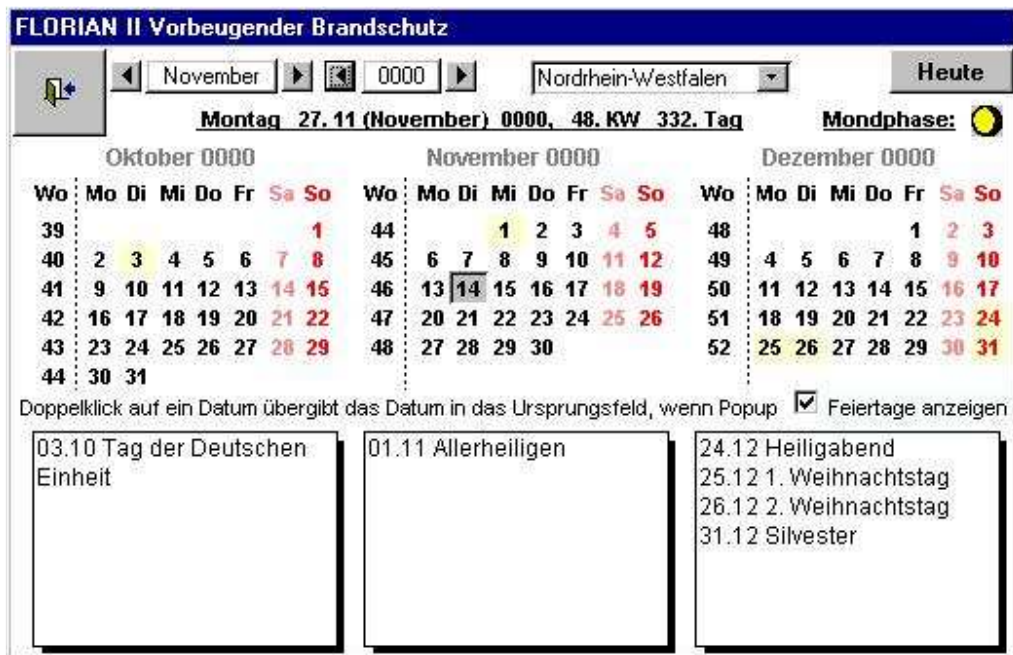 FLORIAN II Vorbeugender Brandschutz
November 0000 Nordrhein-Westfalen Heute
Montag 27. 11 (November) 0000, 48. KW 332. Tag Mondphase:
Oktober 0000 November 0000 Dezember 0000
Wo Mo Di Mi Do Fr Sa So Wo Mo Di Mi Do Fr Sa So Wo Mo Di Mi Do Fr Sa So
39 1 44 1 2 3 4 5 48 1 2 3
40 2 3 4 5 6 7 8 45 6 7 8 9 10 11 12 49 4 5 6 7 8 9 10
41 9 10 11 12 13 14 15 46 13 14 15 16 17 18 19 50 11 12 13 14 15 16 17
42 16 17 18 19 20 21 22 47 20 21 22 23 24 25 26 51 18 19 20 21 22 23 24
43 23 24 25 26 27 28 29 48 27 28 29 30 52 25 26 27 28 29 30 31
44 30 31
Doppelklick auf ein Datum übergibt das Datum in das Ursprungsfeld, wenn Popup Feiertage anzeigen
03.10 Tag der Deutschen
Einheit
01.11 Allerheiligen
24.12 Heiligabend
25.12 1. Weihnachtstag
26.12 2. Weihnachtstag
31.12 Silvester